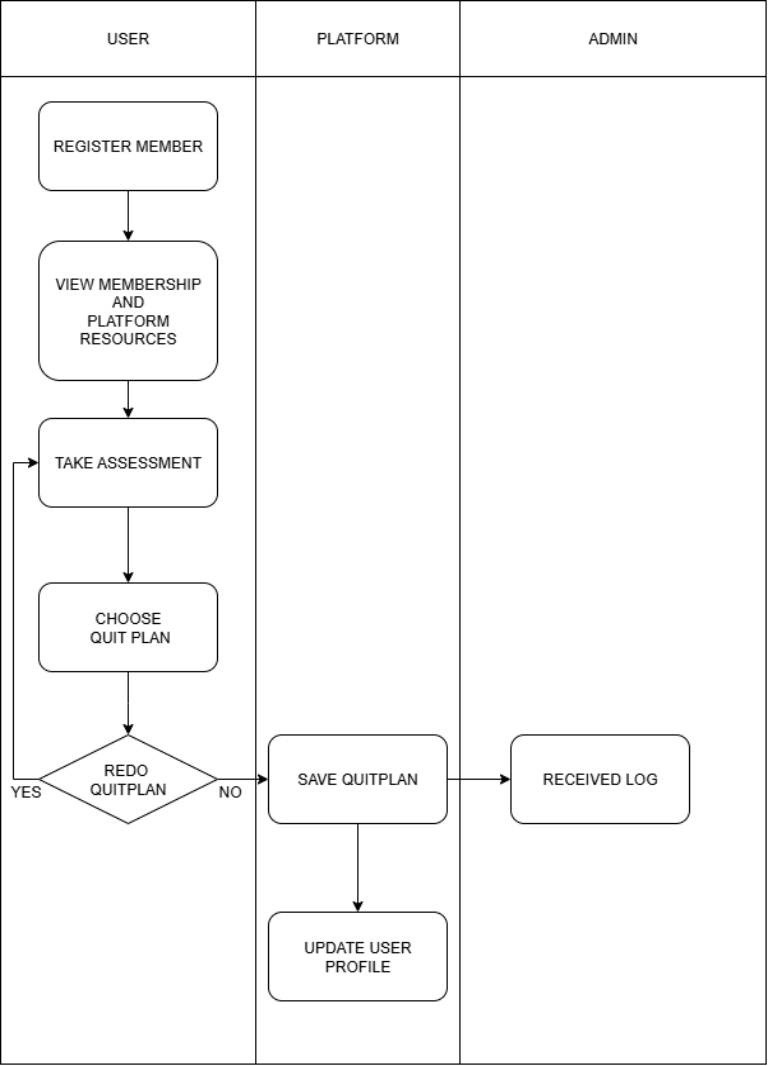 USER
PLATFORM
ADMIN
REGISTER MEMBER
VIEW MEMBERSHIP
AND
PLATFORM
RESOURCES
TAKE ASSESSMENT
CHOOSE
QUIT PLAN
REDO
QUITPLAN
YES
NO
SAVE QUITPLAN
RECEIVED LOG
UPDATE USER
PROFILE